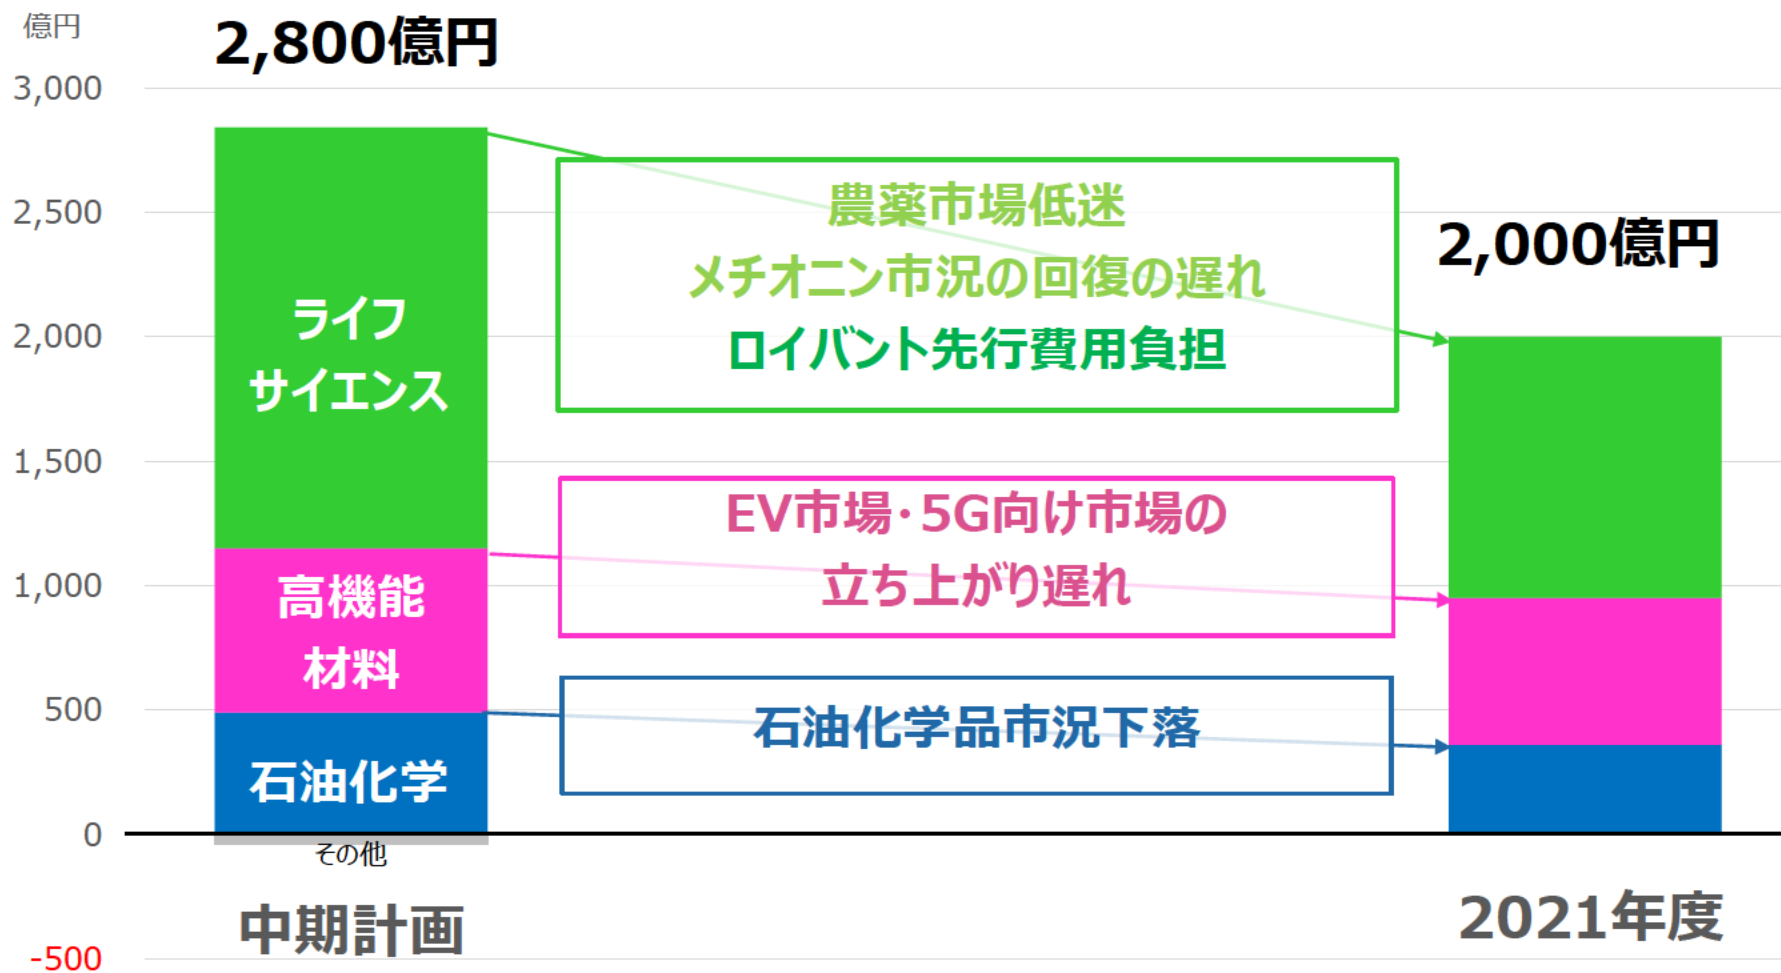 億円
2,800億円
3,000
2,500
2,000
1,500
1,000
500
0
-500
ライフ
サイエンス
高機能
材料
石油化学
その他
中期計画
農薬市場低迷
メチオニン市況の回復の遅れ
ロイバント先行費用負担
EV市場・5G向け市場の
立ち上がり遅れ
石油化学品市況下落
2,000億円
2021年度